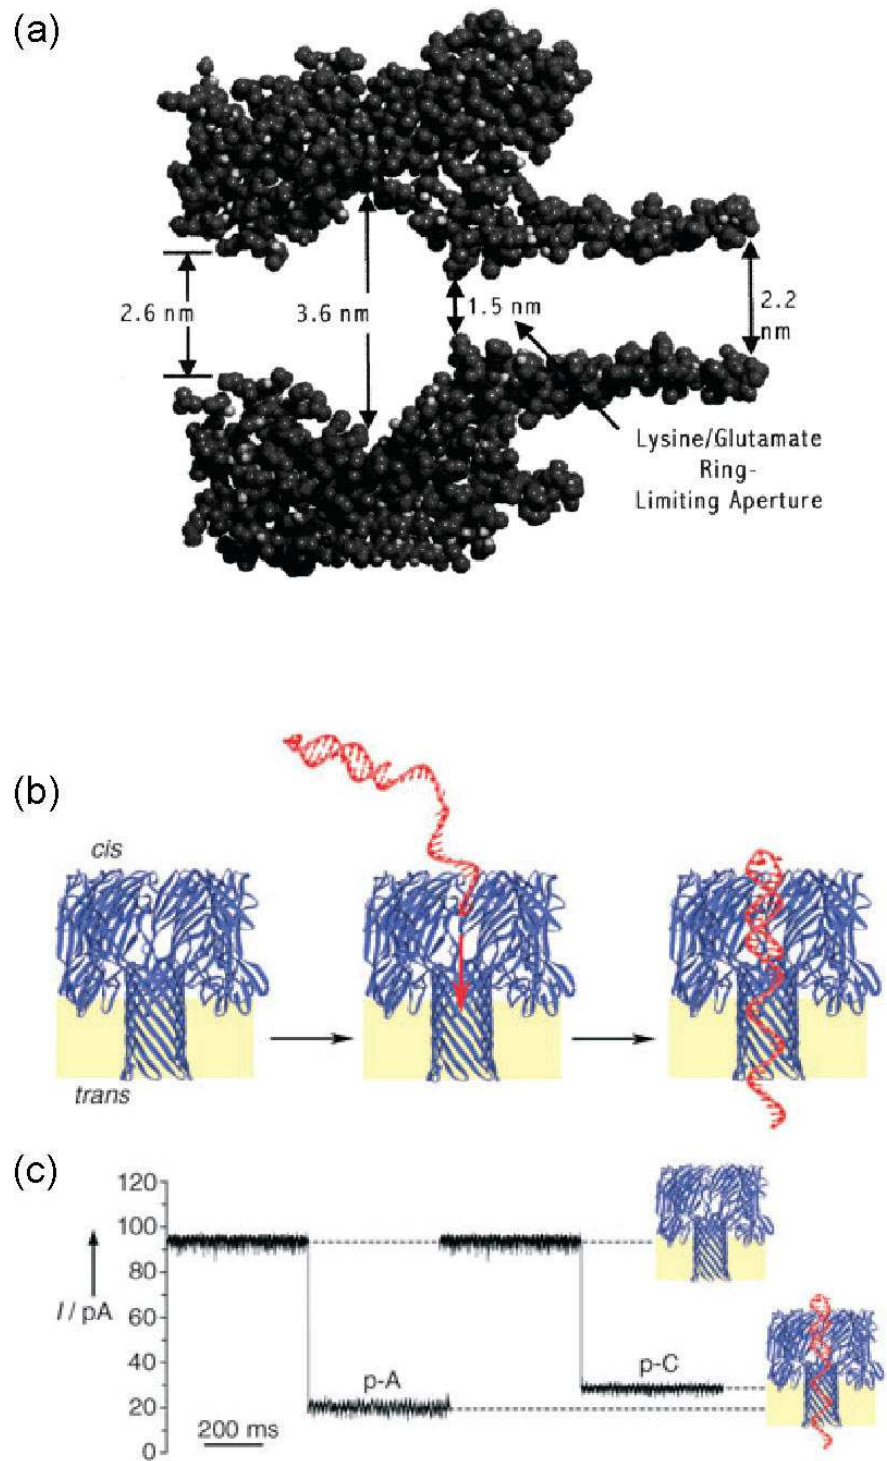 (a)
2.6 nm
3.6 nm
1.5 nm
2.2
nm
Lysine/Glutamate
Ring-
Limiting Aperture
(b)
cis
trans
(c)
120
100
80
60
40
20
0
I / pA
p-A
p-C
200 ms